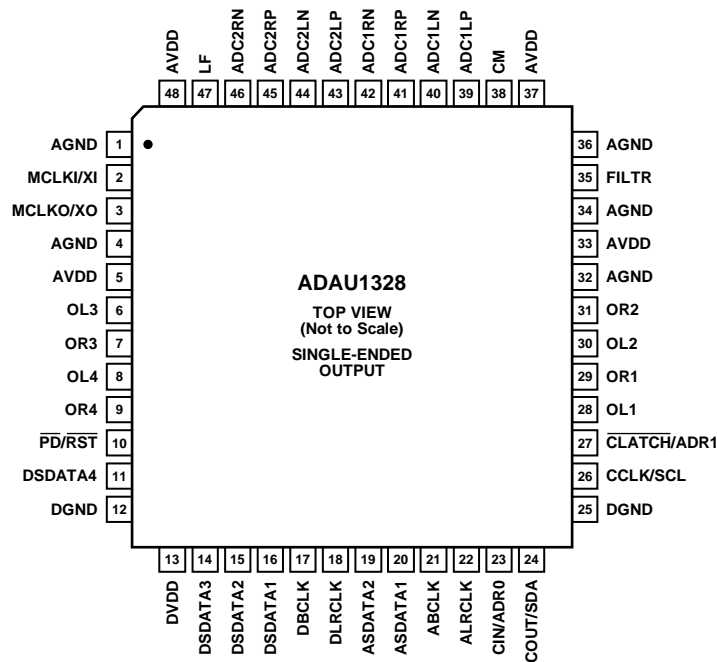 AVDD
LF
ADC2RN
ADC2RP
ADC2LN
ADC2LP
ADC1RN
ADC1RP
ADC1LN
ADC1LP
CM
AVDD
48 47 46 45 44 43 42 41 40 39 38 37
AGND 1
MCLKI/XI 2
MCLKO/XO 3
AGND 4
AVDD 5
OL3 6
OR3 7
OL4 8
OR4 9
PD/RST 10
DSDATA4 11
DGND 12
ADAU1328
TOP VIEW
(Not to Scale)
SINGLE-ENDED
OUTPUT
36 AGND
35 FILTR
34 AGND
33 AVDD
32 AGND
31 OR2
30 OL2
29 OR1
28 OL1
27 CLATCH/ADR1
26 CCLK/SCL
25 DGND
13 14 15 16 17 18 19 20 21 22 23 24
DVDD
DSDATA3
DSDATA2
DSDATA1
DBCLK
DLRCLK
ASDATA2
ASDATA1
ABCLK
ALRCLK
CIN/ADR0
COUT/SDA